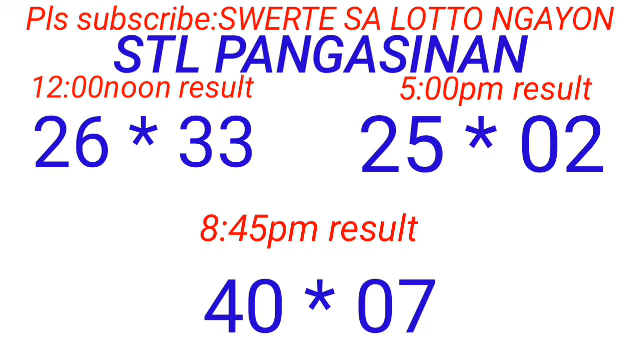 Pls subscribe:SWERTE SA LOTTO NGAYON
STL PANGASINAN
12:00noon result
26 * 33
5:00pm result
25 * 02
8:45pm result
40 * 07